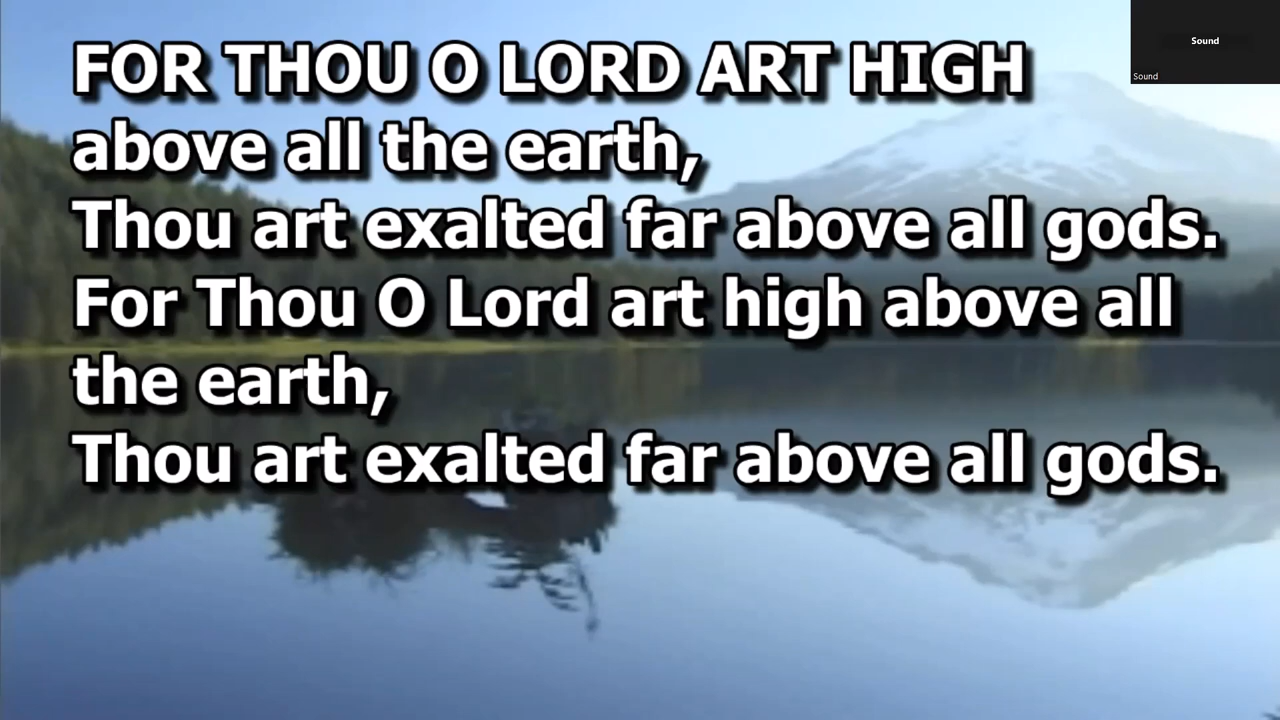 FOR THOU O LORD ART HIGH
above all the earth,
Thou art exalted far above all gods.
For Thou O Lord art high above all
the earth,
Thou art exalted far above all gods.
Sound
Sound